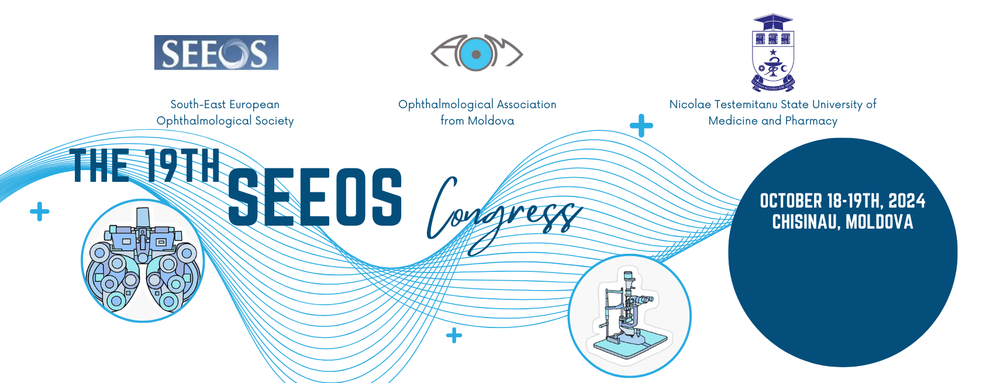 SEEOS
AOM
South-East European
Ophthalmological Society
Ophthalmological Association
from Moldova
Nicolae Testemitanu State University of
Medicine and Pharmacy
THE 19TH
SEEOS
Congress
OCTOBER 18-19TH, 2024
CHISINAU, MOLDOVA